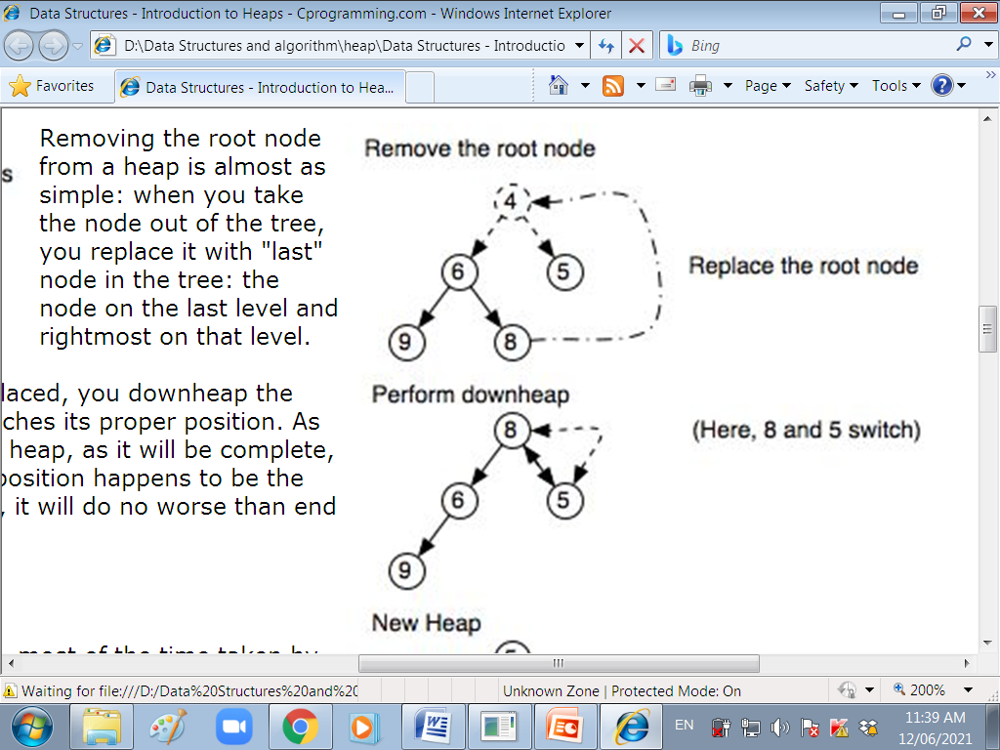 Data Structures - Introduction to Heaps - Cprogramming.com - Windows Internet Explorer
D:\Data Structures and algorithm\heap\Data Structures - Introductio
Bing
Favorites
Data Structures - Introduction to Hea...
Page
Safety
Tools
s
Removing the root node
from a heap is almost as
simple: when you take
the node out of the tree,
you replace it with "last"
node in the tree: the
node on the last level and
rightmost on that level.
laced, you downheap the
ches its proper position. As
heap, as it will be complete,
position happens to be the
, it will do no worse than end
most of the time taken by
Remove the root node
4
6 5
Replace the root node
9 8
Perform downheap
8
(Here, 8 and 5 switch)
6 5
9
New Heap
Waiting for file:///D:/Data%20Structures%20and%20
Unknown Zone | Protected Mode: On
200%
EN
11:39 AM
12/06/2021